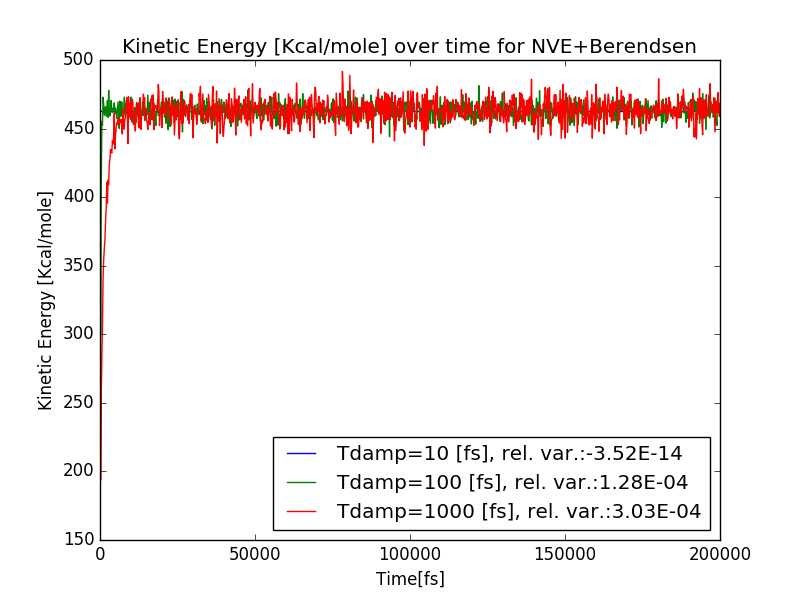 Kinetic Energy [Kcal/mole] over time for NVE+Berendsen
500
450
400
350
300
250
200
150
Kinetic Energy [Kcal/mole]
Tdamp=10 [fs], rel. var.:-3.52E-14
Tdamp=100 [fs], rel. var.:1.28E-04
Tdamp=1000 [fs], rel. var.:3.03E-04
0 50000 100000 150000 200000
Time[fs]